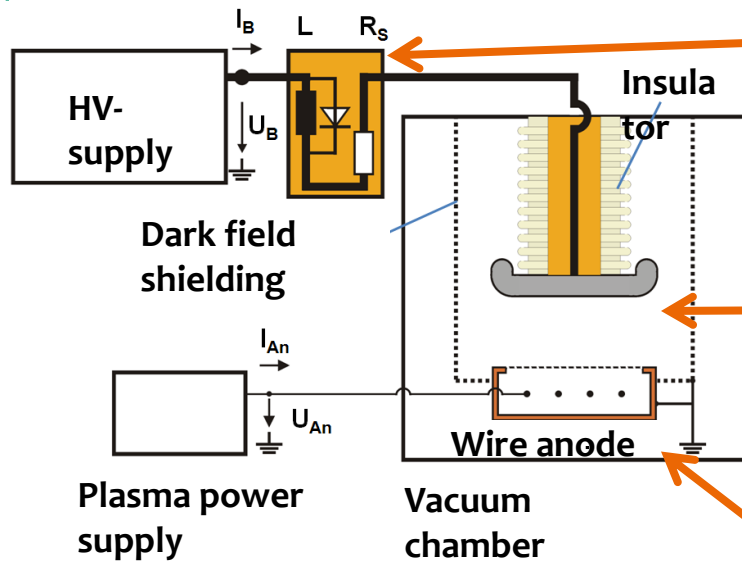 I_B
L
R_S
HV-
supply
U_B
Insula
tor
Dark field
shielding
I_An
U_An
Wire anode
Plasma power
supply
Vacuum
chamber